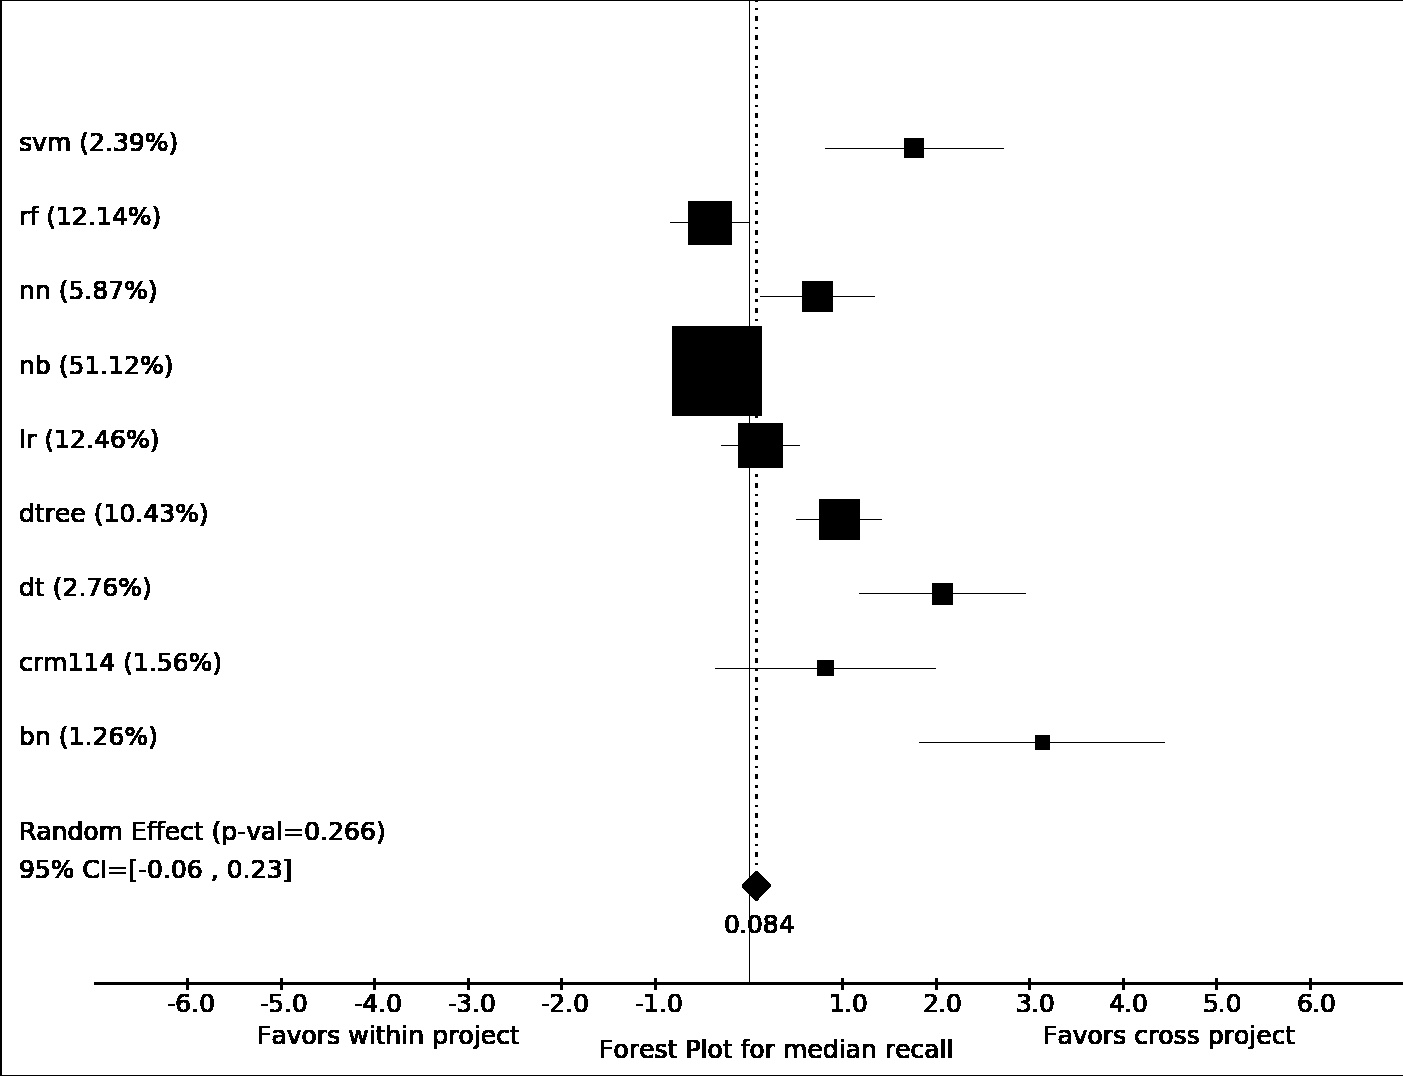 svm (2.39%)
rf (12.14%)
nn (5.87%)
nb (51.12%)
lr (12.46%)
dtree (10.43%)
dt (2.76%)
crm114 (1.56%)
bn (1.26%)
Random Effect (p-val=0.266)
95% CI=[-0.06 , 0.23]
0.084
-6.0 -5.0 -4.0 -3.0 -2.0 -1.0 1.0 2.0 3.0 4.0 5.0 6.0
Favors within project Favors cross project
Forest Plot for median recall